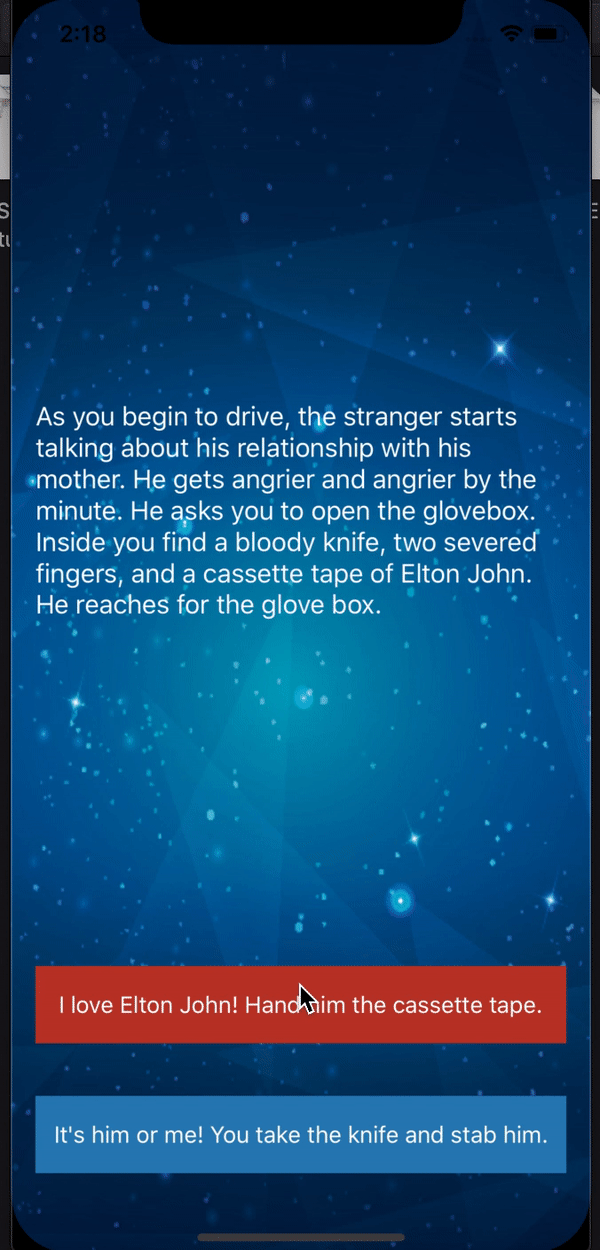 2:18
As you begin to drive, the stranger starts
talking about his relationship with his
mother. He gets angrier and angrier by the
minute. He asks you to open the glovebox.
Inside you find a bloody knife, two severed
fingers, and a cassette tape of Elton John.
He reaches for the glove box.
I love Elton John! Hand him the cassette tape.
It's him or me! You take the knife and stab him.